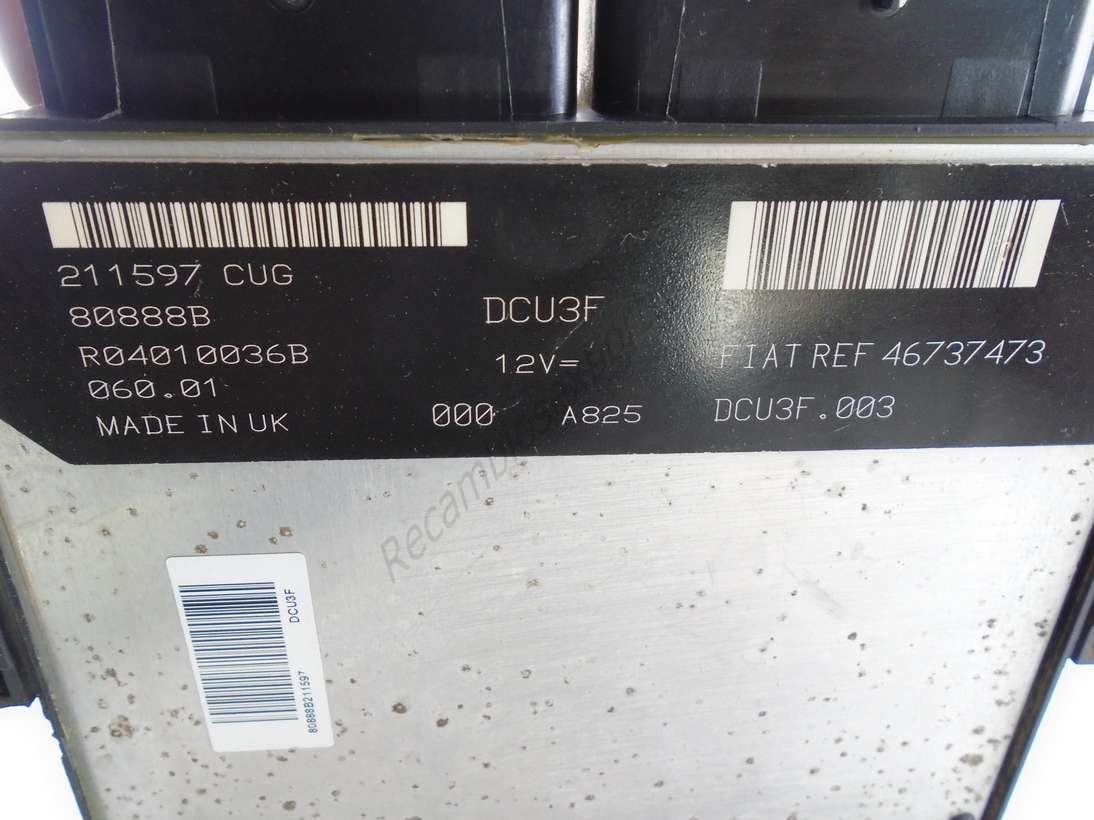 211597 CUG
80888B
R04010036B
060.01
MADE IN UK
DCU3F
12V=
000 A825
FIAT REF 46737473
DCU3F.003
DCU3F
80888B211597